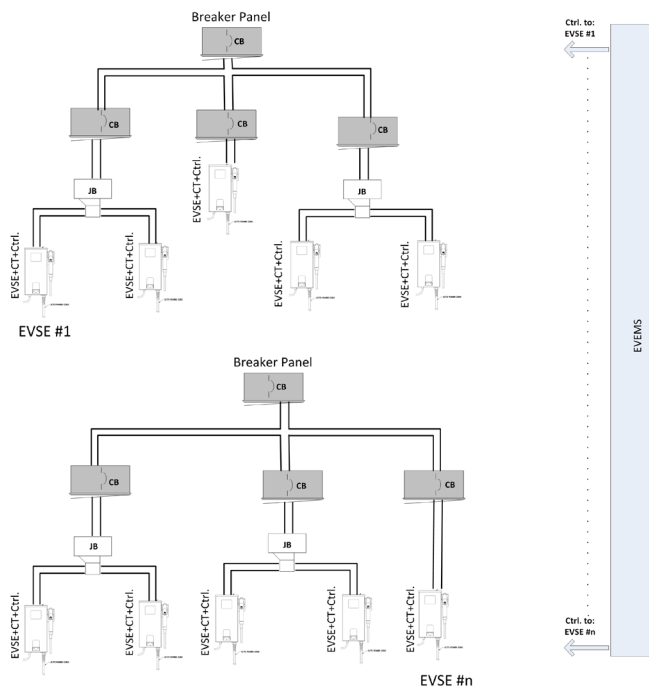 Breaker Panel
CB
Ctrl. to:
EVSE #1
CB
CB
CB
JB
EVSE+CT+Ctrl.
JB
EVSE+CT+Ctrl.
EVSE+CT+Ctrl.
EVSE+CT+Ctrl.
EVSE+CT+Ctrl.
EVSE #1
EVEMS
Breaker Panel
CB
CB
CB
CB
JB
JB
EVSE+CT+Ctrl.
EVSE+CT+Ctrl.
EVSE+CT+Ctrl.
EVSE+CT+Ctrl.
EVSE+CT+Ctrl.
Ctrl. to:
EVSE #n
EVSE #n